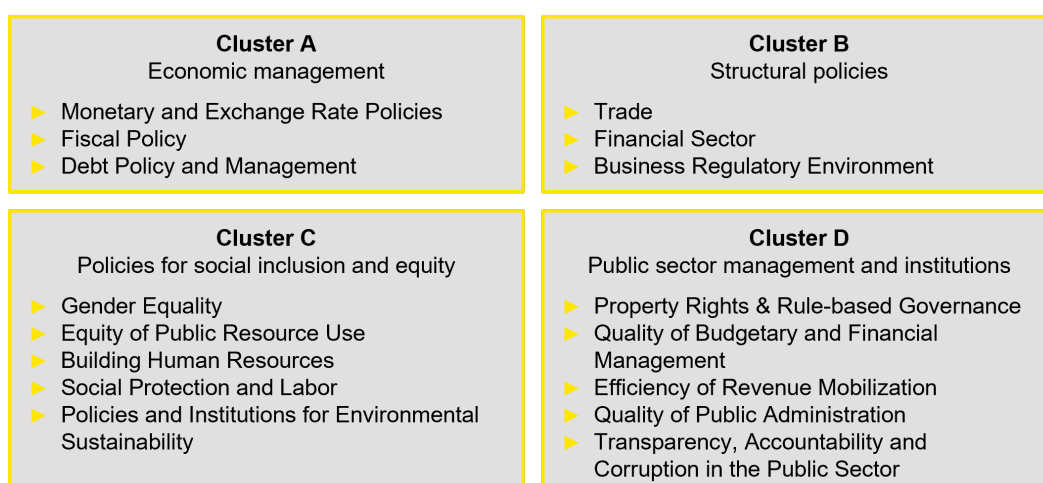 Cluster A
Economic management
► Monetary and Exchange Rate Policies
► Fiscal Policy
► Debt Policy and Management
Cluster B
Structural policies
► Trade
► Financial Sector
► Business Regulatory Environment
Cluster C
Policies for social inclusion and equity
► Gender Equality
► Equity of Public Resource Use
► Building Human Resources
► Social Protection and Labor
► Policies and Institutions for Environmental
Sustainability
Cluster D
Public sector management and institutions
► Property Rights & Rule-based Governance
► Quality of Budgetary and Financial
Management
► Efficiency of Revenue Mobilization
► Quality of Public Administration
► Transparency, Accountability and
Corruption in the Public Sector